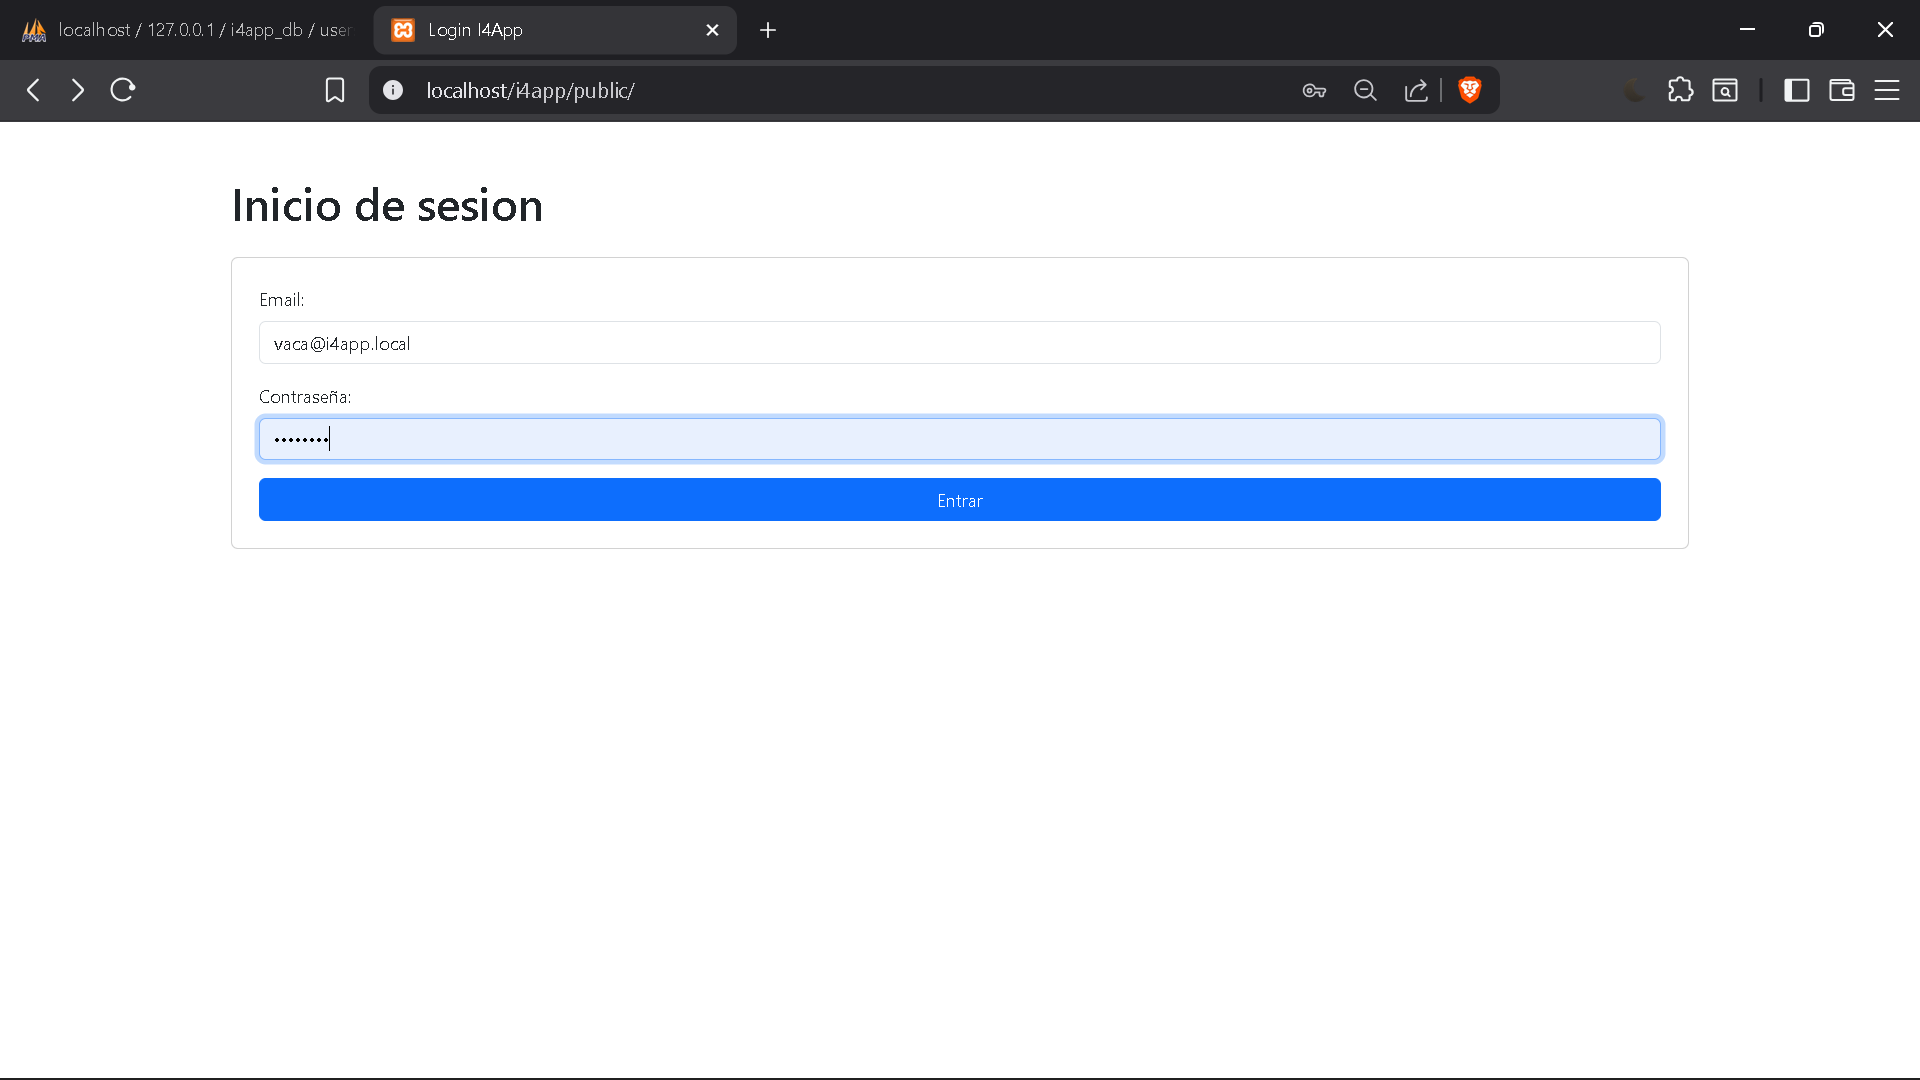 localhost / 127.0.0.1 / i4app_db / user
Login I4App
localhost/i4app/public/
Inicio de sesion
Email:
vaca@i4app.local
Contraseña:
••••••••
Entrar